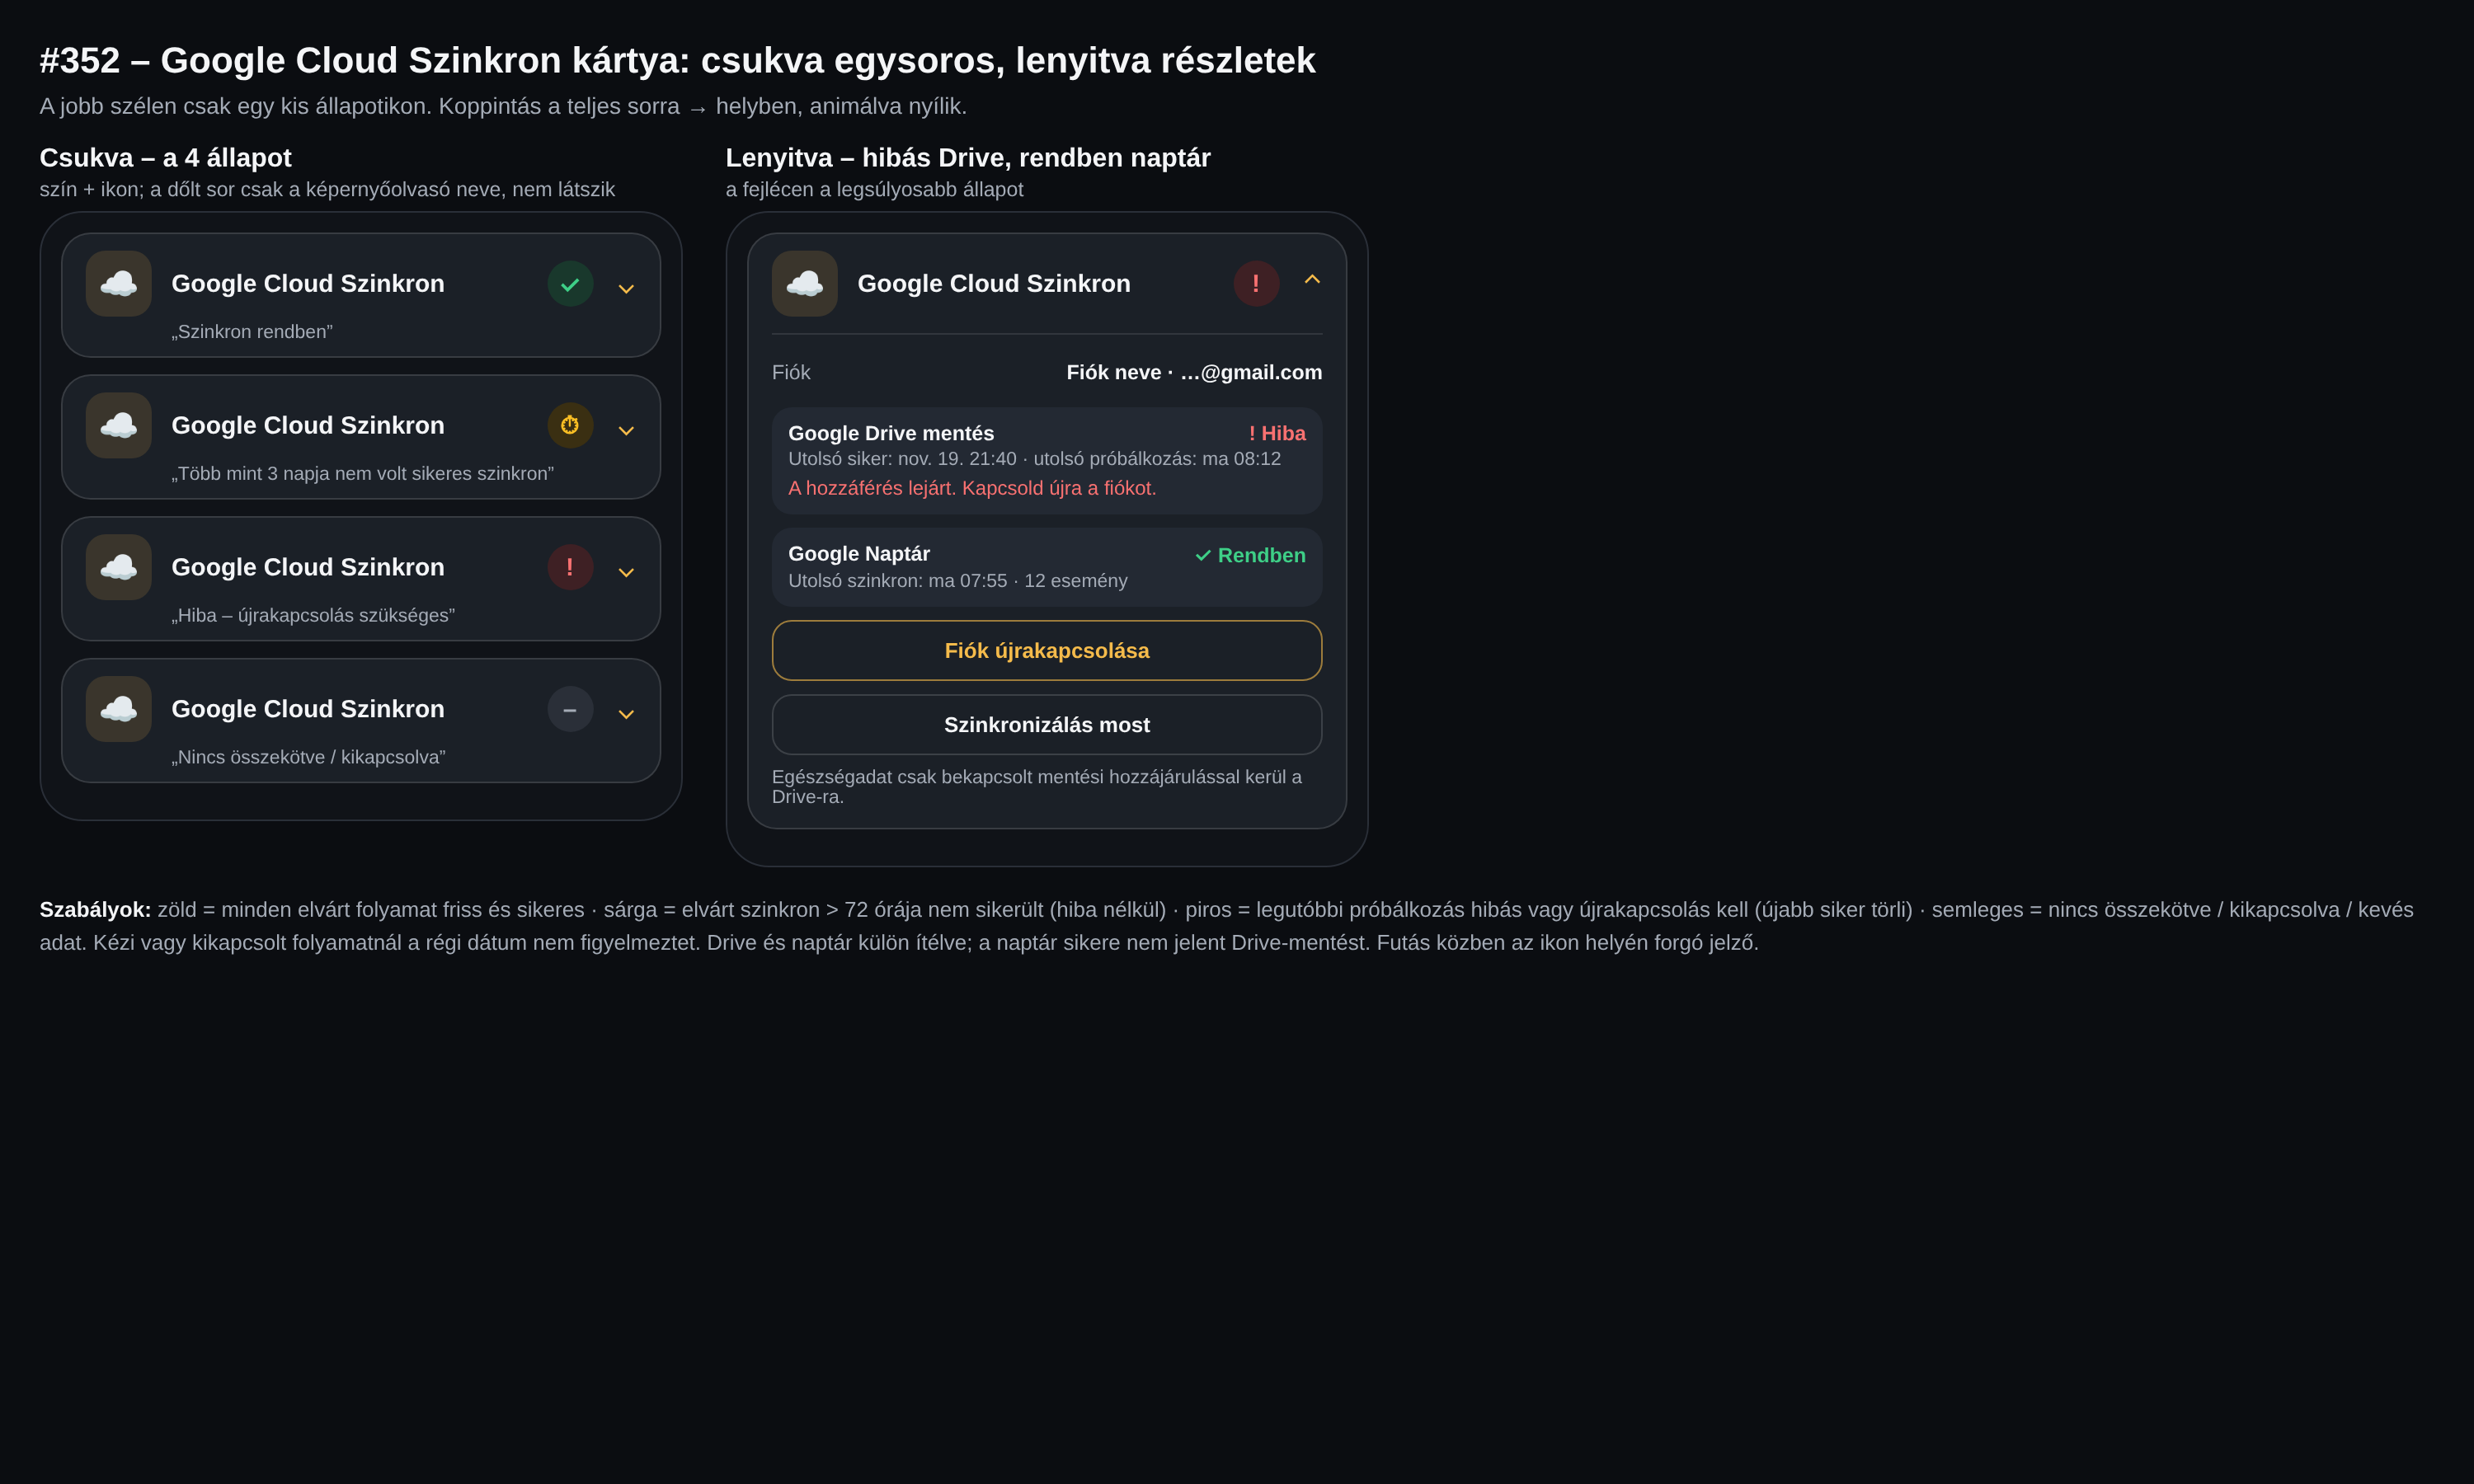 #352 – Google Cloud Szinkron kártya: csukva egysoros, lenyitva részletek
A jobb szélen csak egy kis állapotikon. Koppintás a teljes sorra → helyben, animálva nyílik.
Csukva – a 4 állapot
szín + ikon; a dőlt sor csak a képernyőolvasó neve, nem látszik
Google Cloud Szinkron
„Szinkron rendben”
Google Cloud Szinkron
„Több mint 3 napja nem volt sikeres szinkron”
Google Cloud Szinkron
!
„Hiba – újrakapcsolás szükséges”
Google Cloud Szinkron
–
„Nincs összekötve / kikapcsolva”
Lenyitva – hibás Drive, rendben naptár
a fejlécen a legsúlyosabb állapot
Google Cloud Szinkron
!
Fiók
Fiók neve · …@gmail.com
Google Drive mentés
! Hiba
Utolsó siker: nov. 19. 21:40 · utolsó próbálkozás: ma 08:12
A hozzáférés lejárt. Kapcsold újra a fiókot.
Google Naptár
✓ Rendben
Utolsó szinkron: ma 07:55 · 12 esemény
Fiók újrakapcsolása
Szinkronizálás most
Egészségadat csak bekapcsolt mentési hozzájárulással kerül a
Drive-ra.
Szabályok: zöld = minden elvárt folyamat friss és sikeres · sárga = elvárt szinkron > 72 órája nem sikerült (hiba nélkül) · piros = legutóbbi próbálkozás hibás vagy újrakapcsolás kell (újabb siker törli) · semleges = nincs összekötve / kikapcsolva / kevés
adat. Kézi vagy kikapcsolt folyamatnál a régi dátum nem figyelmeztet. Drive és naptár külön ítélve; a naptár sikere nem jelent Drive-mentést. Futás közben az ikon helyén forgó jelző.